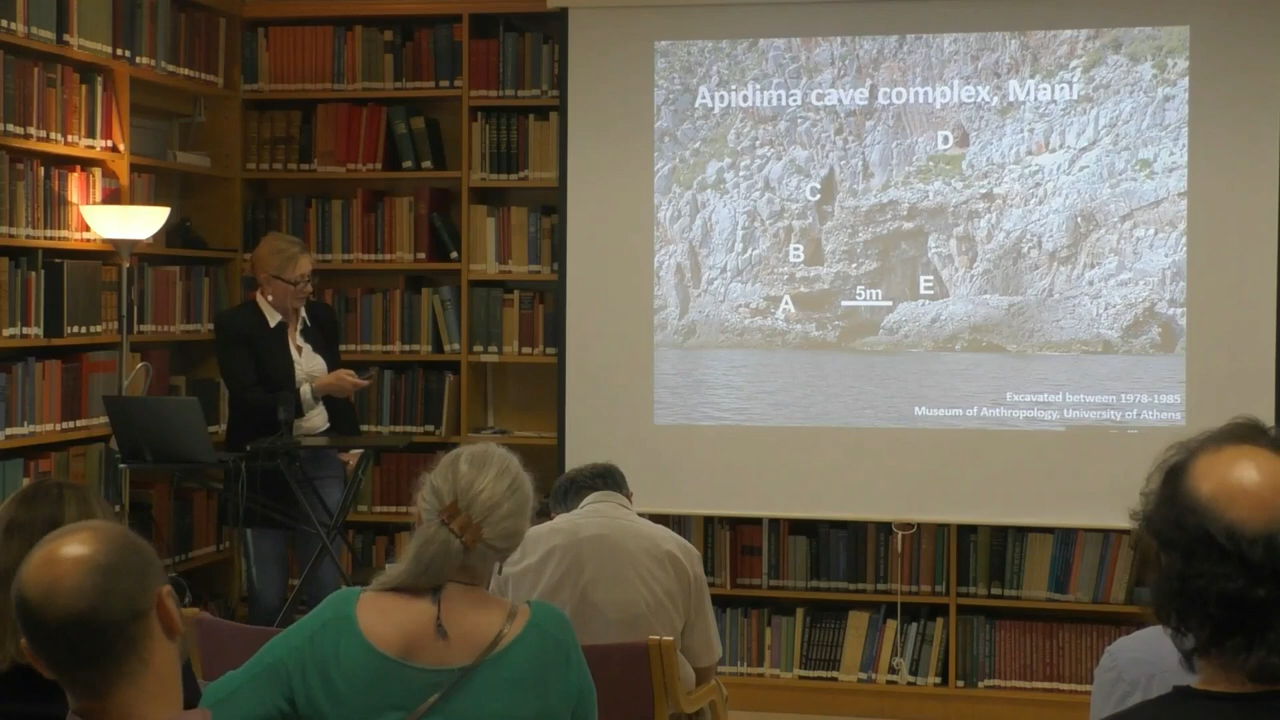 Apidima cave complex, Mani
D
C
B
E
5m
A
Excavated between 1978-1985
Museum of Anthropology, University of Athens